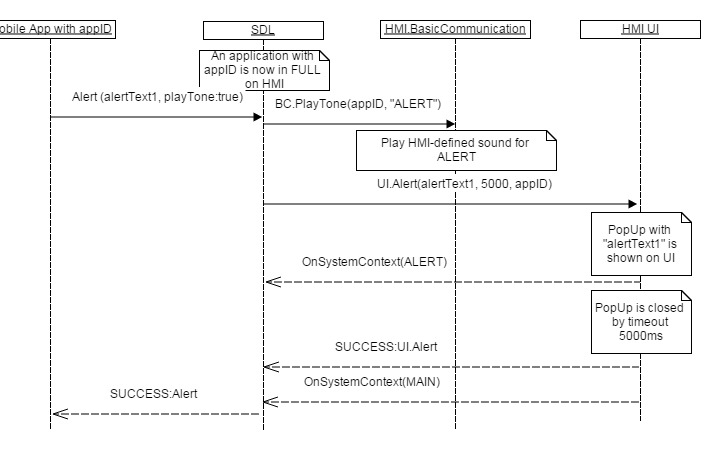 obile App with appID
SDL
HMI.BasicCommunication
HMI UI
An application with
appID is now in FULL
on HMI
Alert (alertText1, playTone:true)
BC.PlayTone(appID, "ALERT")
Play HMI-defined sound for
ALERT
UI.Alert(alertText1, 5000, appID)
PopUp with
"alertText1" is
shown on UI
OnSystemContext(ALERT)
PopUp is closed
by timeout
5000ms
SUCCESS:UI.Alert
OnSystemContext(MAIN)
SUCCESS:Alert